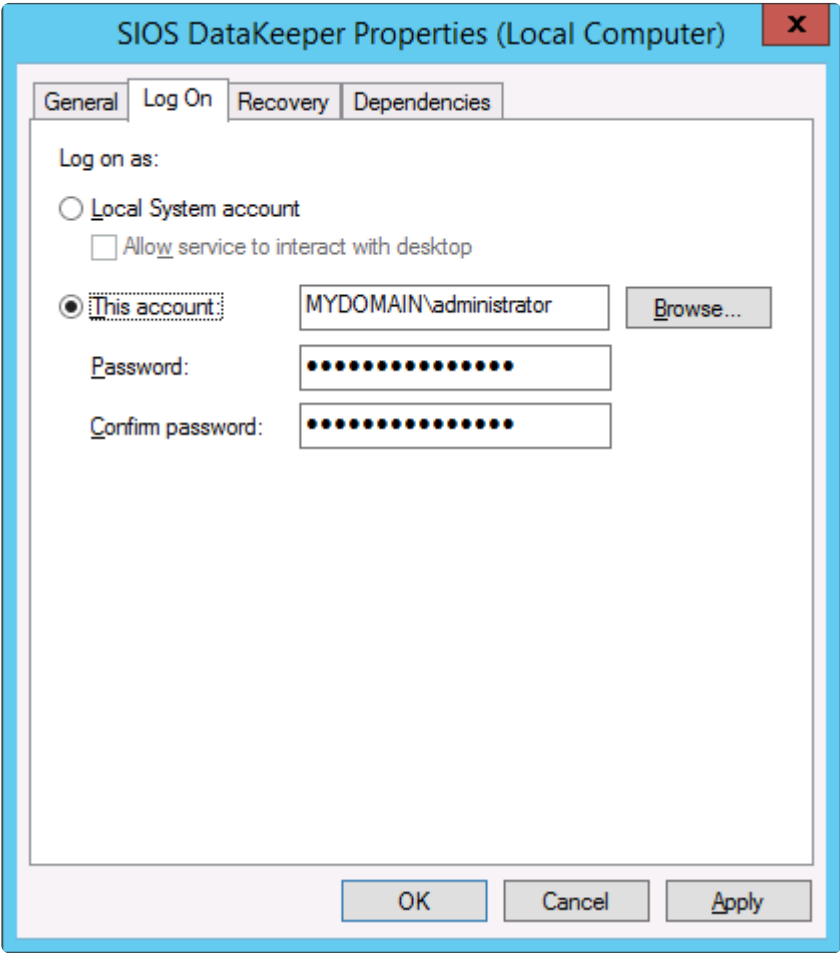 SIOS DataKeeper Properties (Local Computer)
x
General Log On Recovery Dependencies
Log on as:
Local System account
Allow service to interact with desktop
This account: MYDOMAIN\administrator Browse...
Password: •••••••••••••••
Confirm password: •••••••••••••••
OK Cancel Apply